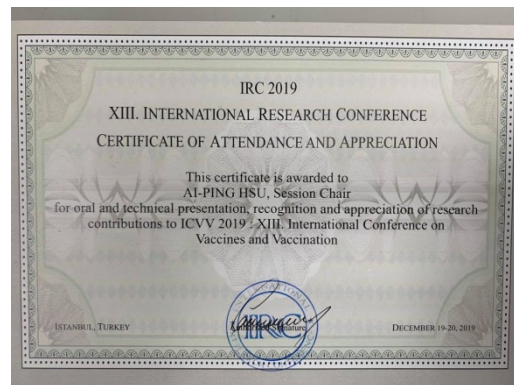 IRC 2019
XIII. INTERNATIONAL RESEARCH CONFERENCE
CERTIFICATE OF ATTENDANCE AND APPRECIATION
This certificate is awarded to
AI-PING HSU, Session Chair
for oral and technical presentation, recognition and appreciation of research
contributions to ICVV 2019 : XIII. International Conference on
Vaccines and Vaccination
INTERNATIONAL
IRC
Signature
ISTANBUL, TURKEY
DECEMBER 19-20, 2019